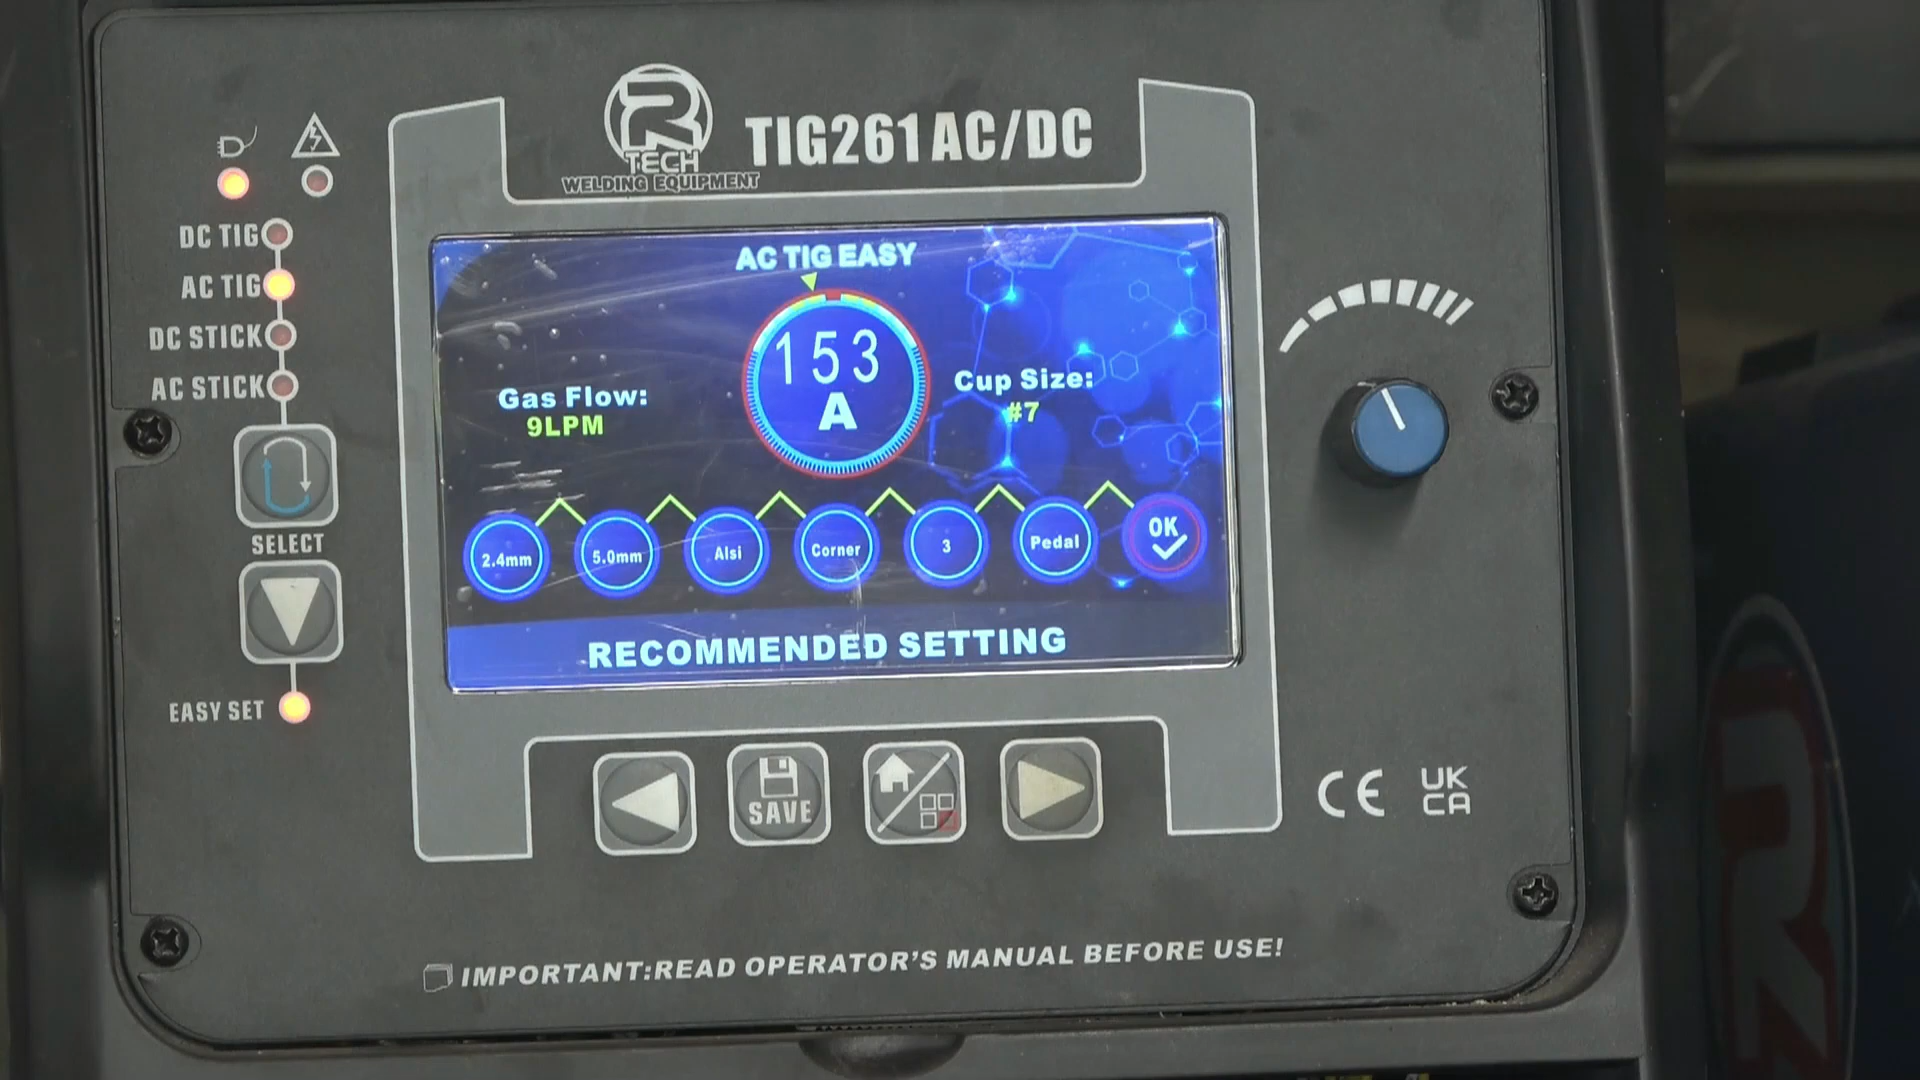 R
TECH
WELDING EQUIPMENT
TIG261 AC/DC
DC TIG
AC TIG
DC STICK
AC STICK
SELECT
EASY SET
AC TIG EASY
153
A
Gas Flow:
9LPM
Cup Size:
#7
2.4mm
5.0mm
Alsi
Corner
3
Pedal
OK
RECOMMENDED SETTING
SAVE
CE
UK
CA
IMPORTANT:READ OPERATOR'S MANUAL BEFORE USE!